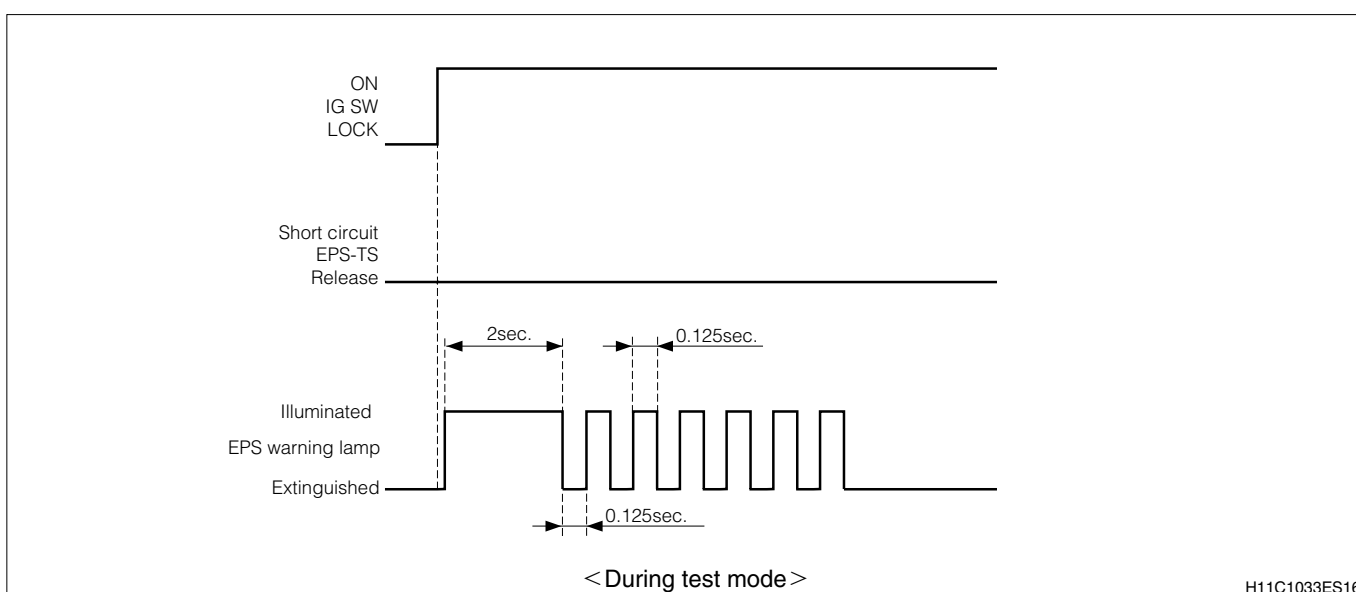 ON
IG SW
LOCK
Short circuit
EPS-TS
Release
2sec.
0.125sec.
Illuminated
EPS warning lamp
Extinguished
0.125sec.
<During test mode>
H11C1033ES16